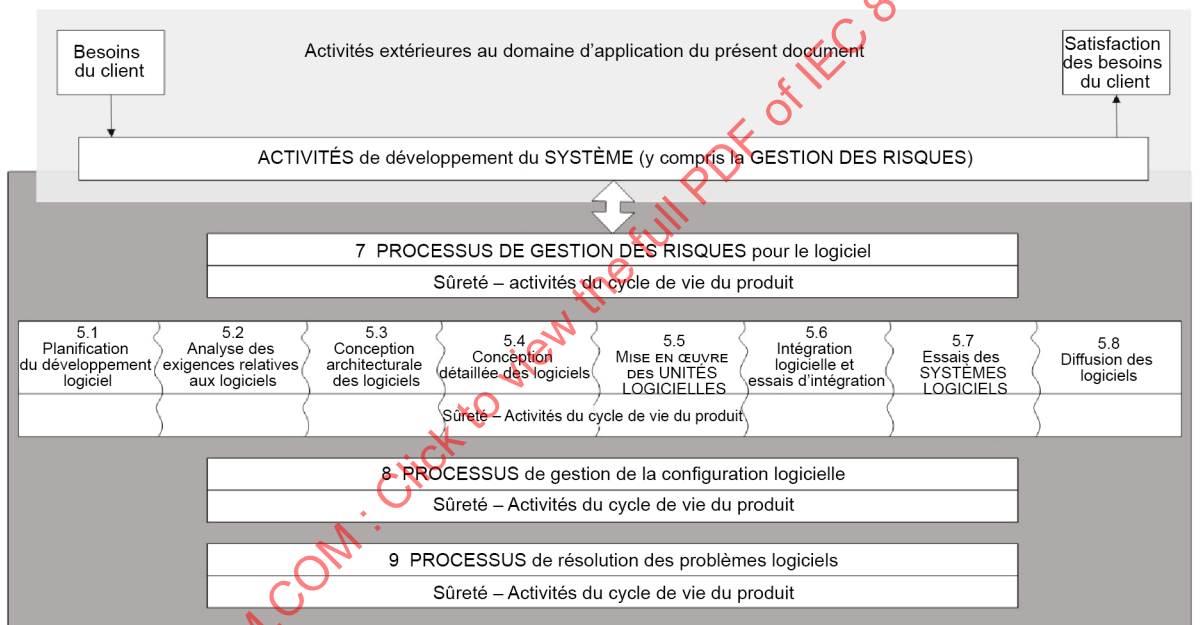 Besoins
du client
Activités extérieures au domaine d'application du présent document
Satisfaction
des besoins
du client
ACTIVITÉS de développement du SYSTÈME (y compris la GESTION DES RISQUES)
7 PROCESSUS DE GESTION DES RISQUES pour le logiciel
Sûreté – activités du cycle de vie du produit
5.1
Planification
du développement
logiciel
5.2
Analyse des
exigences relatives
aux logiciels
5.3
Conception
architecturale
des logiciels
5.4
Conception
détaillée des logiciels
5.5
MISE EN ŒUVRE
DES UNITÉS
LOGICIELLES
5.6
Intégration
logicielle et
essais d'intégration
5.7
Essais des
SYSTÈMES
LOGICIELS
5.8
Diffusion des
logiciels
Sûreté – Activités du cycle de vie du produit
8 PROCESSUS de gestion de la configuration logicielle
Sûreté – Activités du cycle de vie du produit
9 PROCESSUS de résolution des problèmes logiciels
Sûreté – Activités du cycle de vie du produit
.COM : Click to view the full PDF of IEC 8